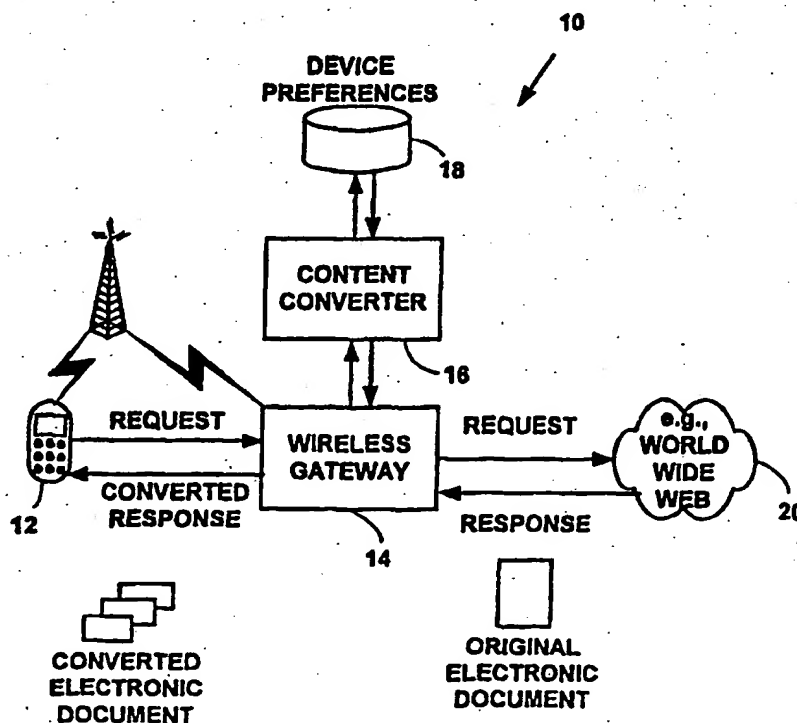 10
DEVICE
PREFERENCES
18
CONTENT
CONVERTER
16
REQUEST
CONVERTED
RESPONSE
12
WIRELESS
GATEWAY
14
REQUEST
RESPONSE
e.g.,
WORLD
WIDE
WEB
20
CONVERTED
ELECTRONIC
DOCUMENT
ORIGINAL
ELECTRONIC
DOCUMENT